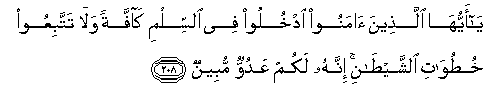 يَـٰٓأَيُّهَا ٱلَّذِينَ ءَامَنُوا۟ ٱدْخُلُوا۟ فِى ٱلسِّلْمِ كَآفَّةً وَلَا تَتَّبِعُوا۟
خُطُوَٰتِ ٱلشَّيْطَـٰنِ ۚ إِنَّهُۥ لَكُمْ عَدُوٌّ مُّبِينٌ ﴿٢٠٨﴾